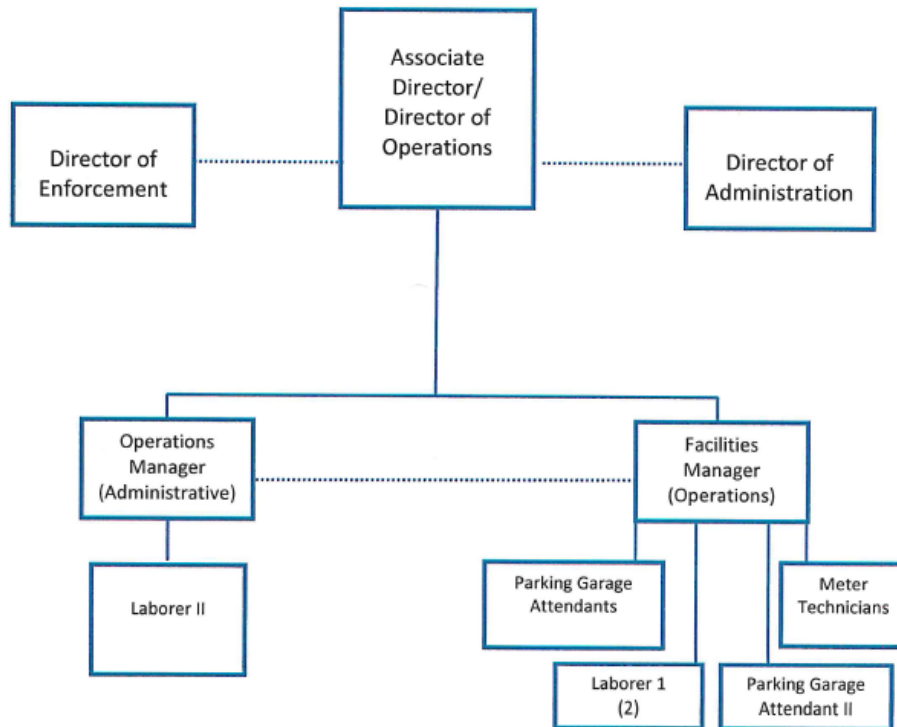 Associate
Director/
Director of
Operations
Director of
Enforcement
Director of
Administration
Operations
Manager
(Administrative)
Facilities
Manager
(Operations)
Laborer II
Parking Garage
Attendants
Meter
Technicians
Laborer 1
(2)
Parking Garage
Attendant II